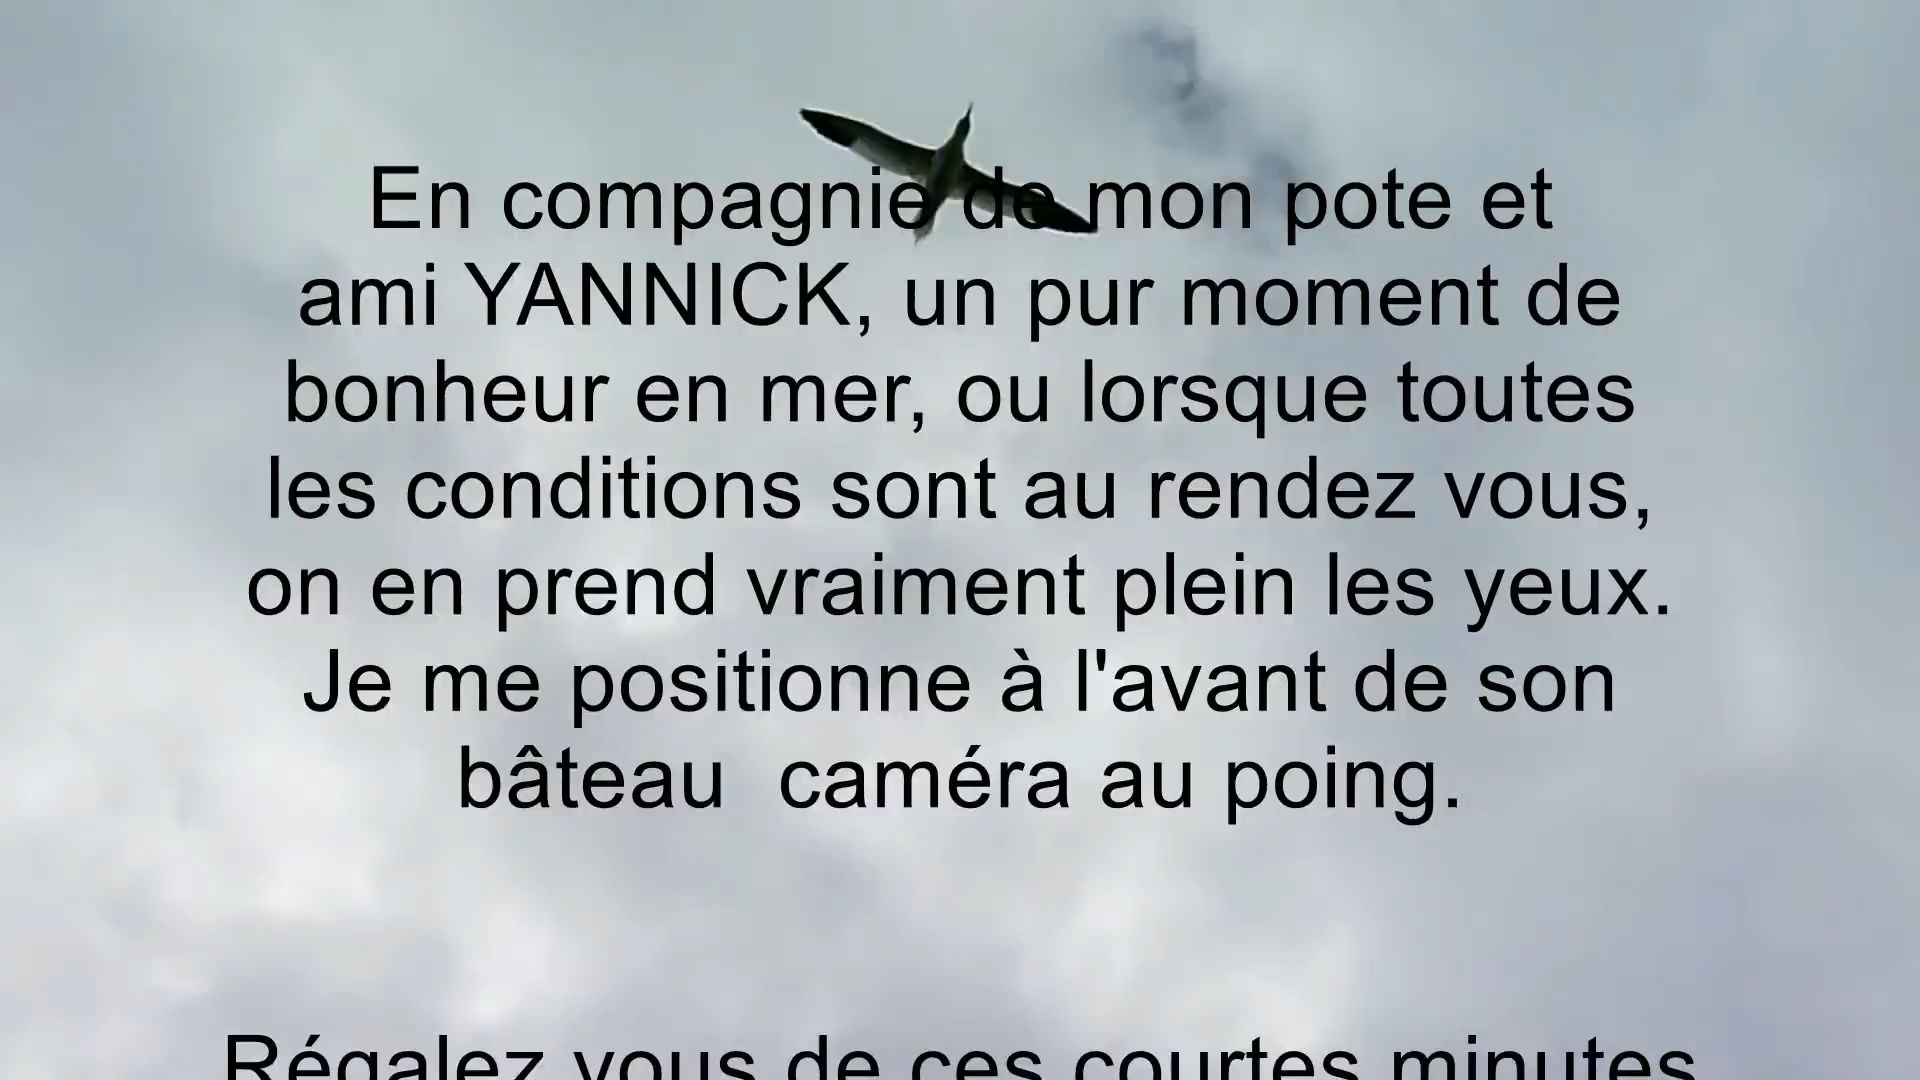 En compagnie de mon pote et
ami YANNICK, un pur moment de
bonheur en mer, ou lorsque toutes
les conditions sont au rendez vous,
on en prend vraiment plein les yeux.
Je me positionne à l'avant de son
bâteau  caméra au poing.
Régalez vous de ces courtes minutes